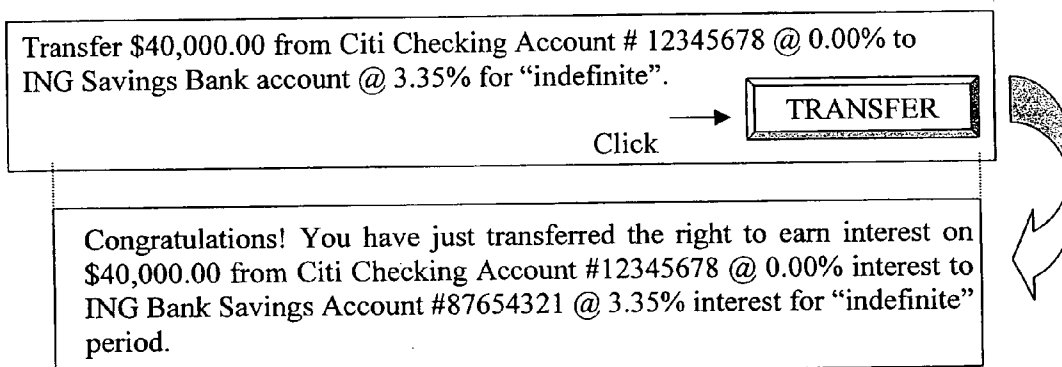 Transfer $40,000.00 from Citi Checking Account # 12345678 @ 0.00% to
ING Savings Bank account @ 3.35% for “indefinite”.
TRANSFER
Click
Congratulations! You have just transferred the right to earn interest on
$40,000.00 from Citi Checking Account #12345678 @ 0.00% interest to
ING Bank Savings Account #87654321 @ 3.35% interest for “indefinite”
period.